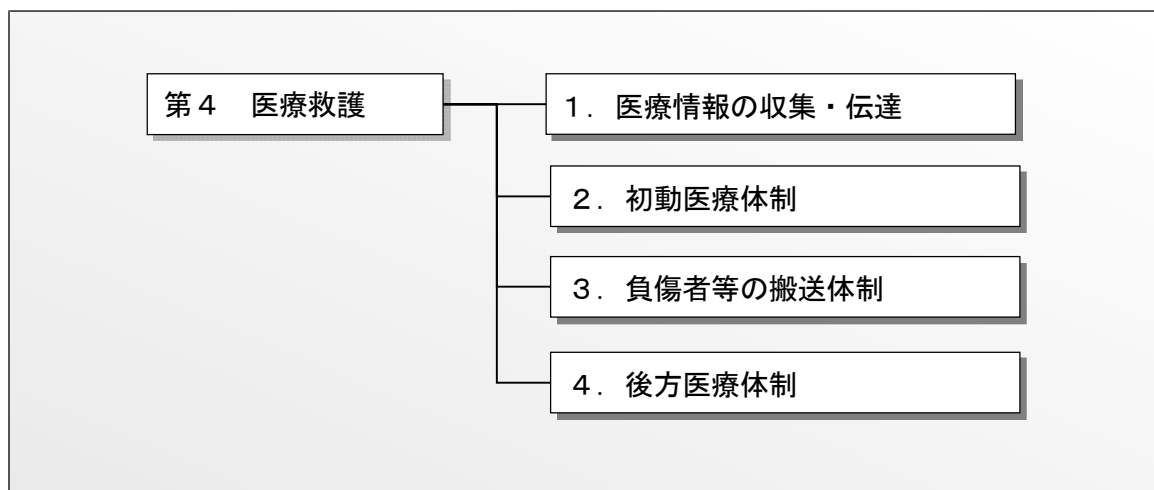 第４　医療救護
１．医療情報の収集・伝達
２．初動医療体制
３．負傷者等の搬送体制
４．後方医療体制